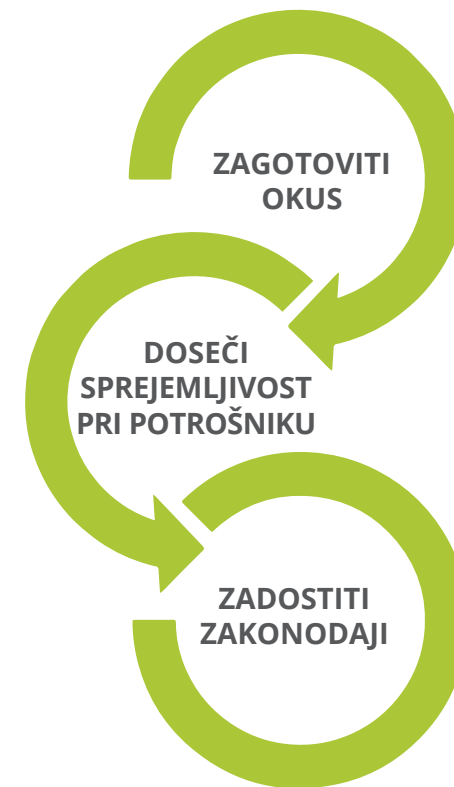 ZAGOTOVITI
OKUS
DOSEČI
SPREJEMLJIVOST
PRI POTROŠNIKU
ZADOSTITI
ZAKONODAJI